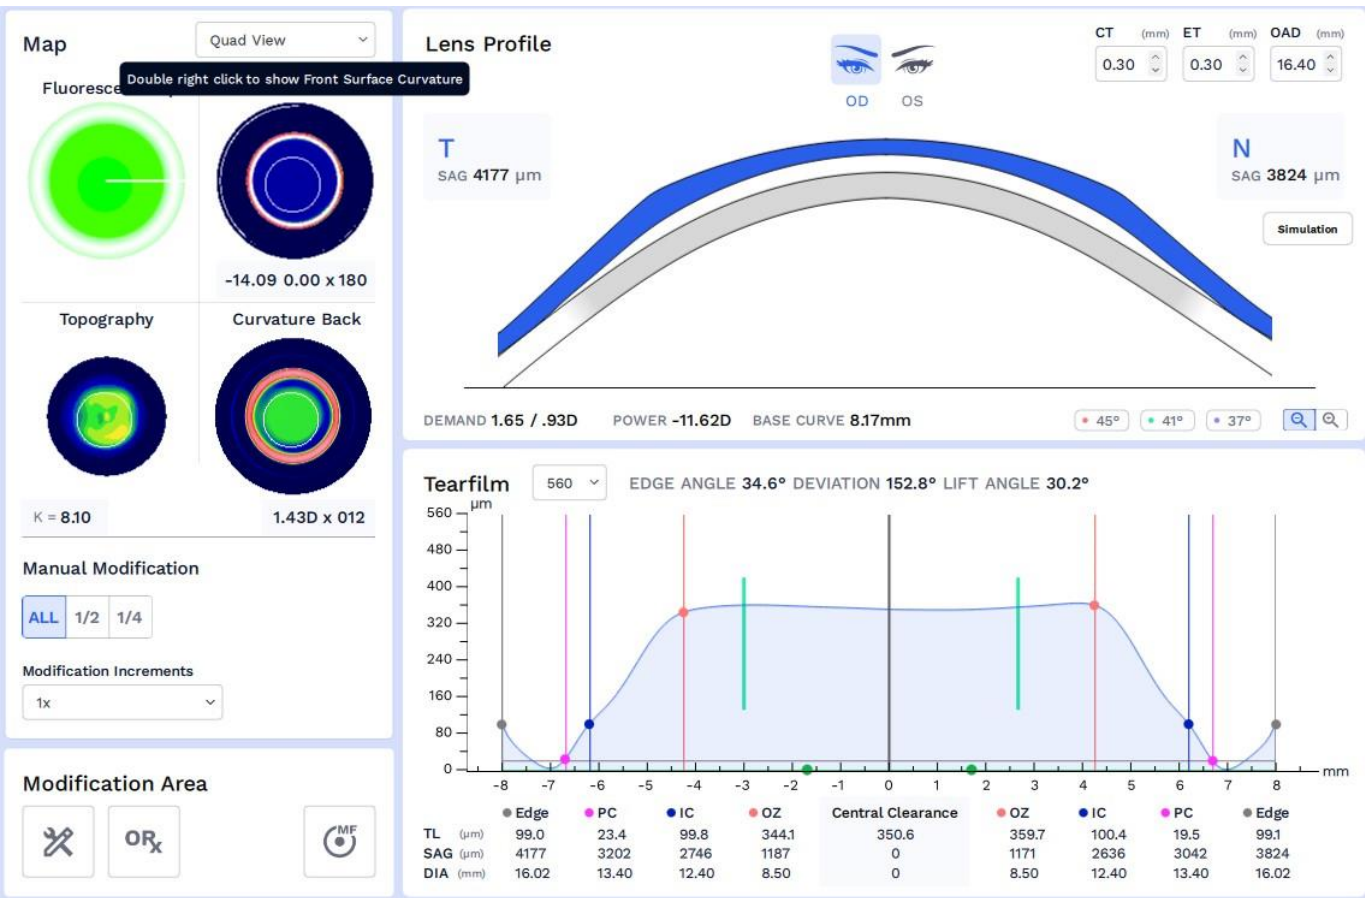 Map
Quad View
Double right click to show Front Surface Curvature
Fluoresce
-14.09 0.00 x 180
Topography
Curvature Back
K = 8.10
1.43D x 012
Manual Modification
ALL 1/2 1/4
Modification Increments
1x
Modification Area
ORx
MF
Lens Profile
OD OS
CT (mm) ET (mm) OAD (mm)
0.30 0.30 16.40
T
SAG 4177 μm
N
SAG 3824 μm
Simulation
DEMAND 1.65 / .93D POWER -11.62D BASE CURVE 8.17mm
45° 41° 37°
Tearfilm 560 EDGE ANGLE 34.6° DEVIATION 152.8° LIFT ANGLE 30.2°
μm
560
480
400
320
240
160
80
0
-8 -7 -6 -5 -4 -3 -2 -1 0 1 2 3 4 5 6 7 8 mm
Edge PC IC OZ Central Clearance OZ IC PC Edge
TL (μm) 99.0 23.4 99.8 344.1 350.6 359.7 100.4 19.5 99.1
SAG (μm) 4177 3202 2746 1187 0 1171 2636 3042 3824
DIA (mm) 16.02 13.40 12.40 8.50 0 8.50 12.40 13.40 16.02